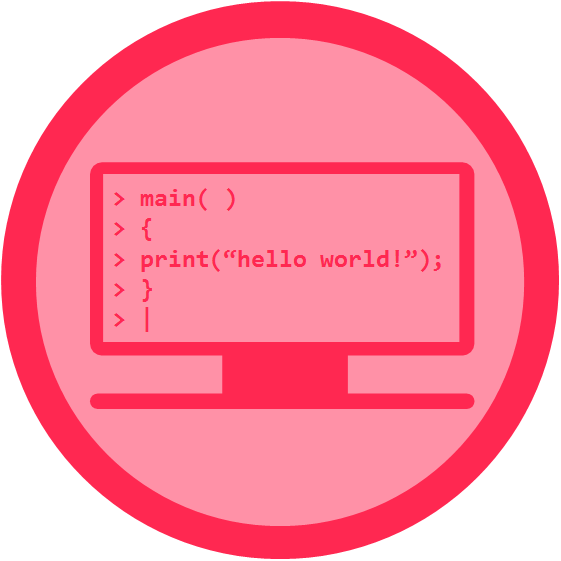 > main( )
> {
> print(“hello world!”);
> }
> |